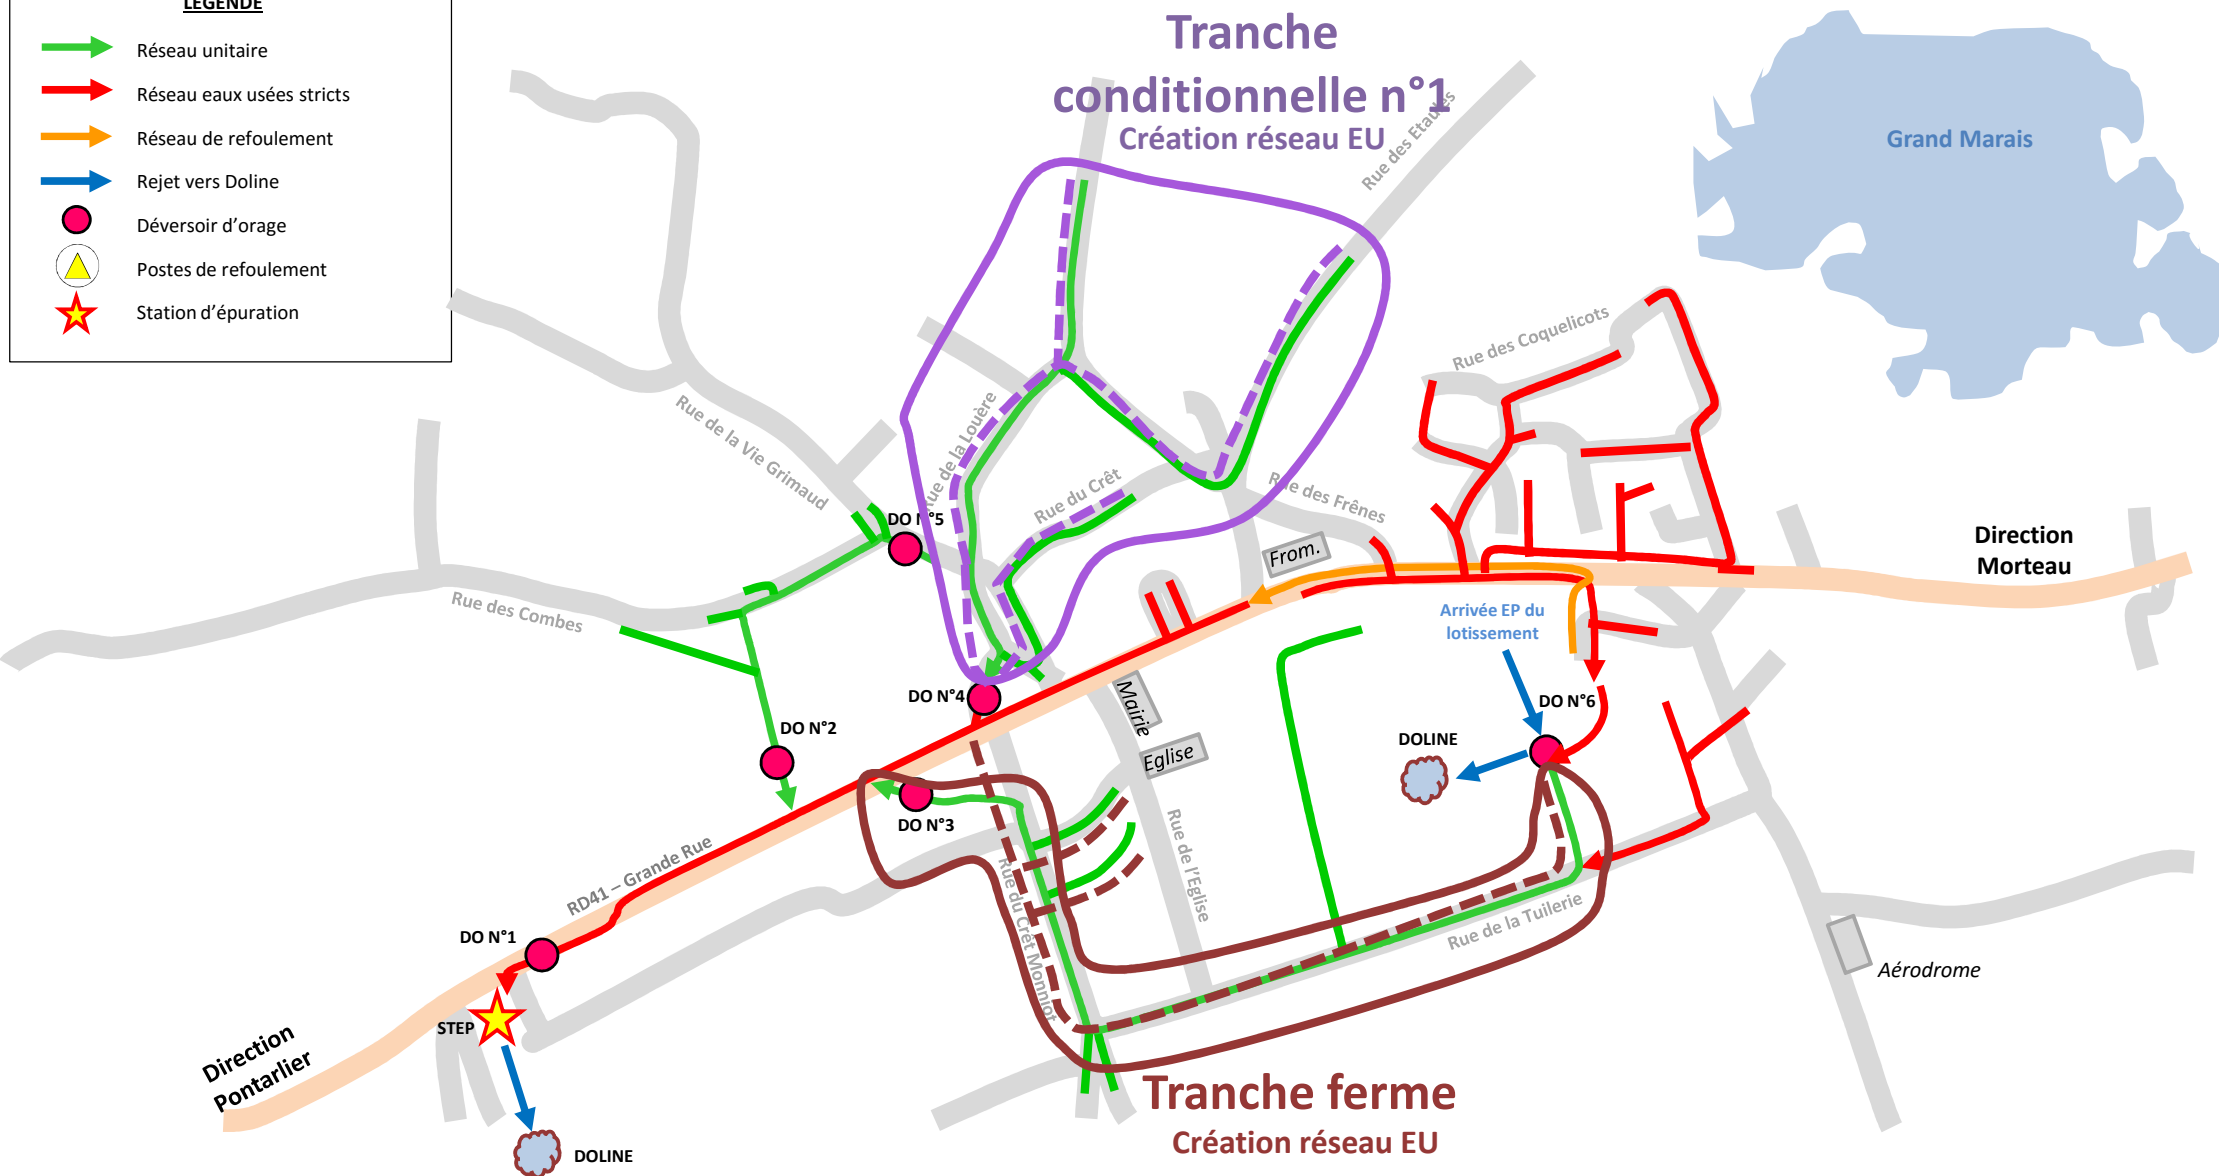 LEGENDE
Réseau unitaire
Réseau eaux usées stricts
Réseau de refoulement
Rejet vers Doline
Déversoir d'orage
Postes de refoulement
Station d'épuration
Tranche
conditionnelle n°1
Création réseau EU
Rue des Etaules
Grand Marais
Rue des Coquelicots
Rue de la Vie Grimaud
Rue de la Louère
Rue du Crêt
Rue des Frênes
DO N°5
From.
Direction
Morteau
Rue des Combes
Arrivée EP du
lotissement
DO N°4
Mairie
DO N°6
DO N°2
Eglise
DOLINE
DO N°3
Rue de l'Eglise
RD41 – Grande Rue
Rue du Crêt Monniot
Rue de la Tuilerie
DO N°1
Aérodrome
STEP
Direction
Pontarlier
Tranche ferme
Création réseau EU
DOLINE